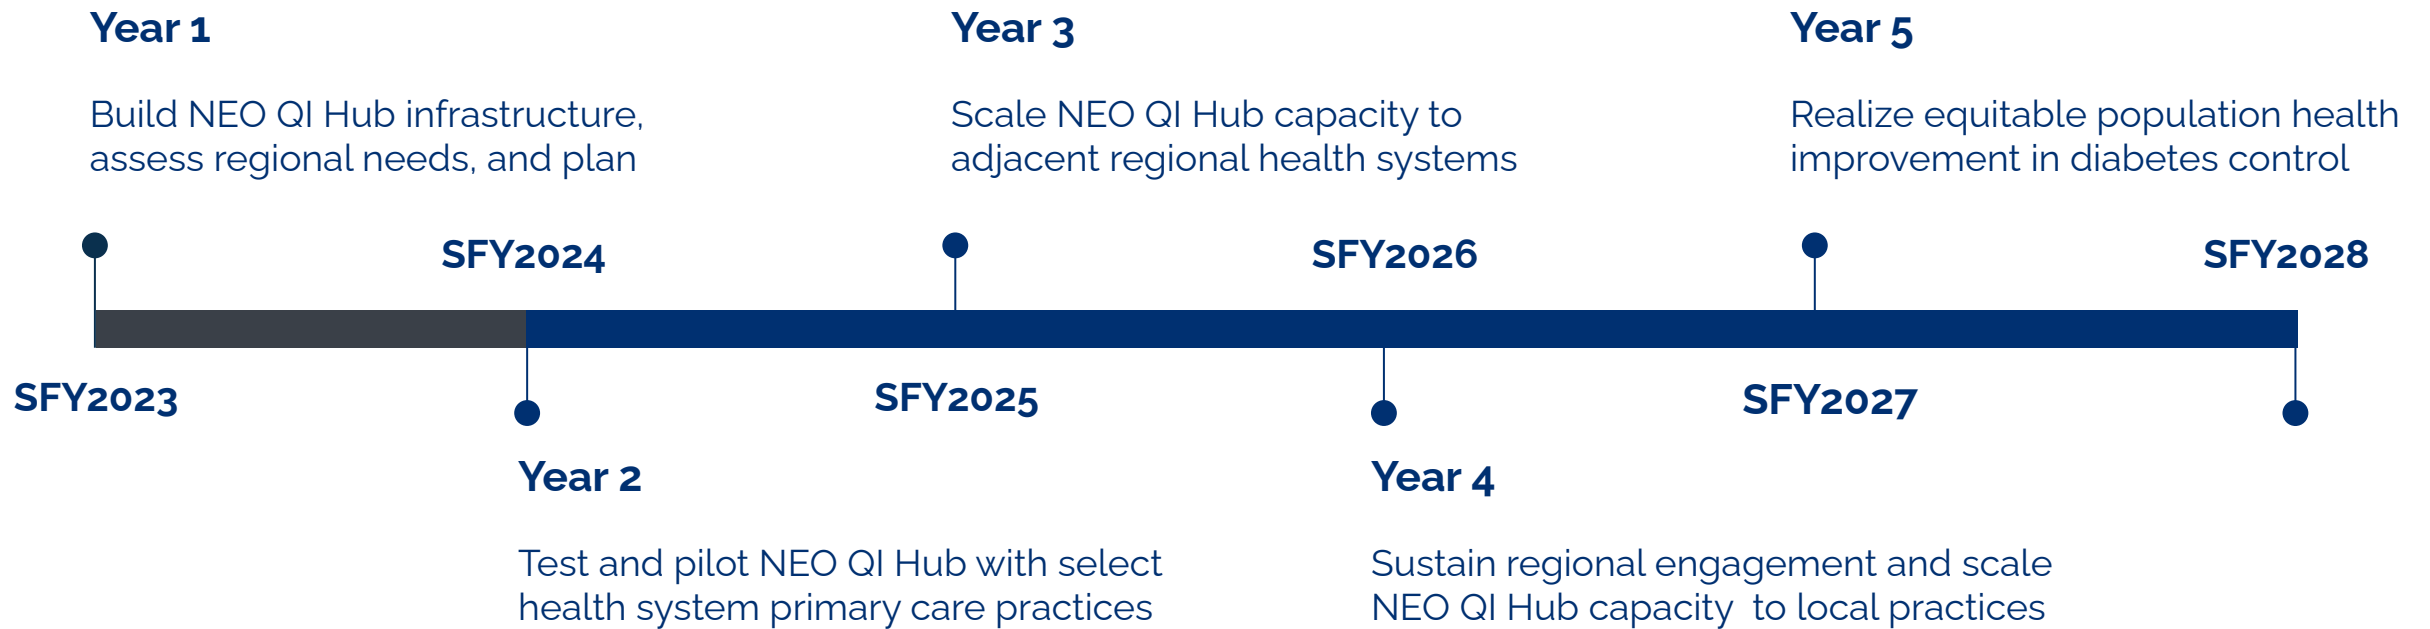 Year 1
Build NEO QI Hub infrastructure,
assess regional needs, and plan
Year 3
Scale NEO QI Hub capacity to
adjacent regional health systems
Year 5
Realize equitable population health
improvement in diabetes control
SFY2024
SFY2026
SFY2028
SFY2023
SFY2025
SFY2027
Year 2
Test and pilot NEO QI Hub with select
health system primary care practices
Year 4
Sustain regional engagement and scale
NEO QI Hub capacity  to local practices